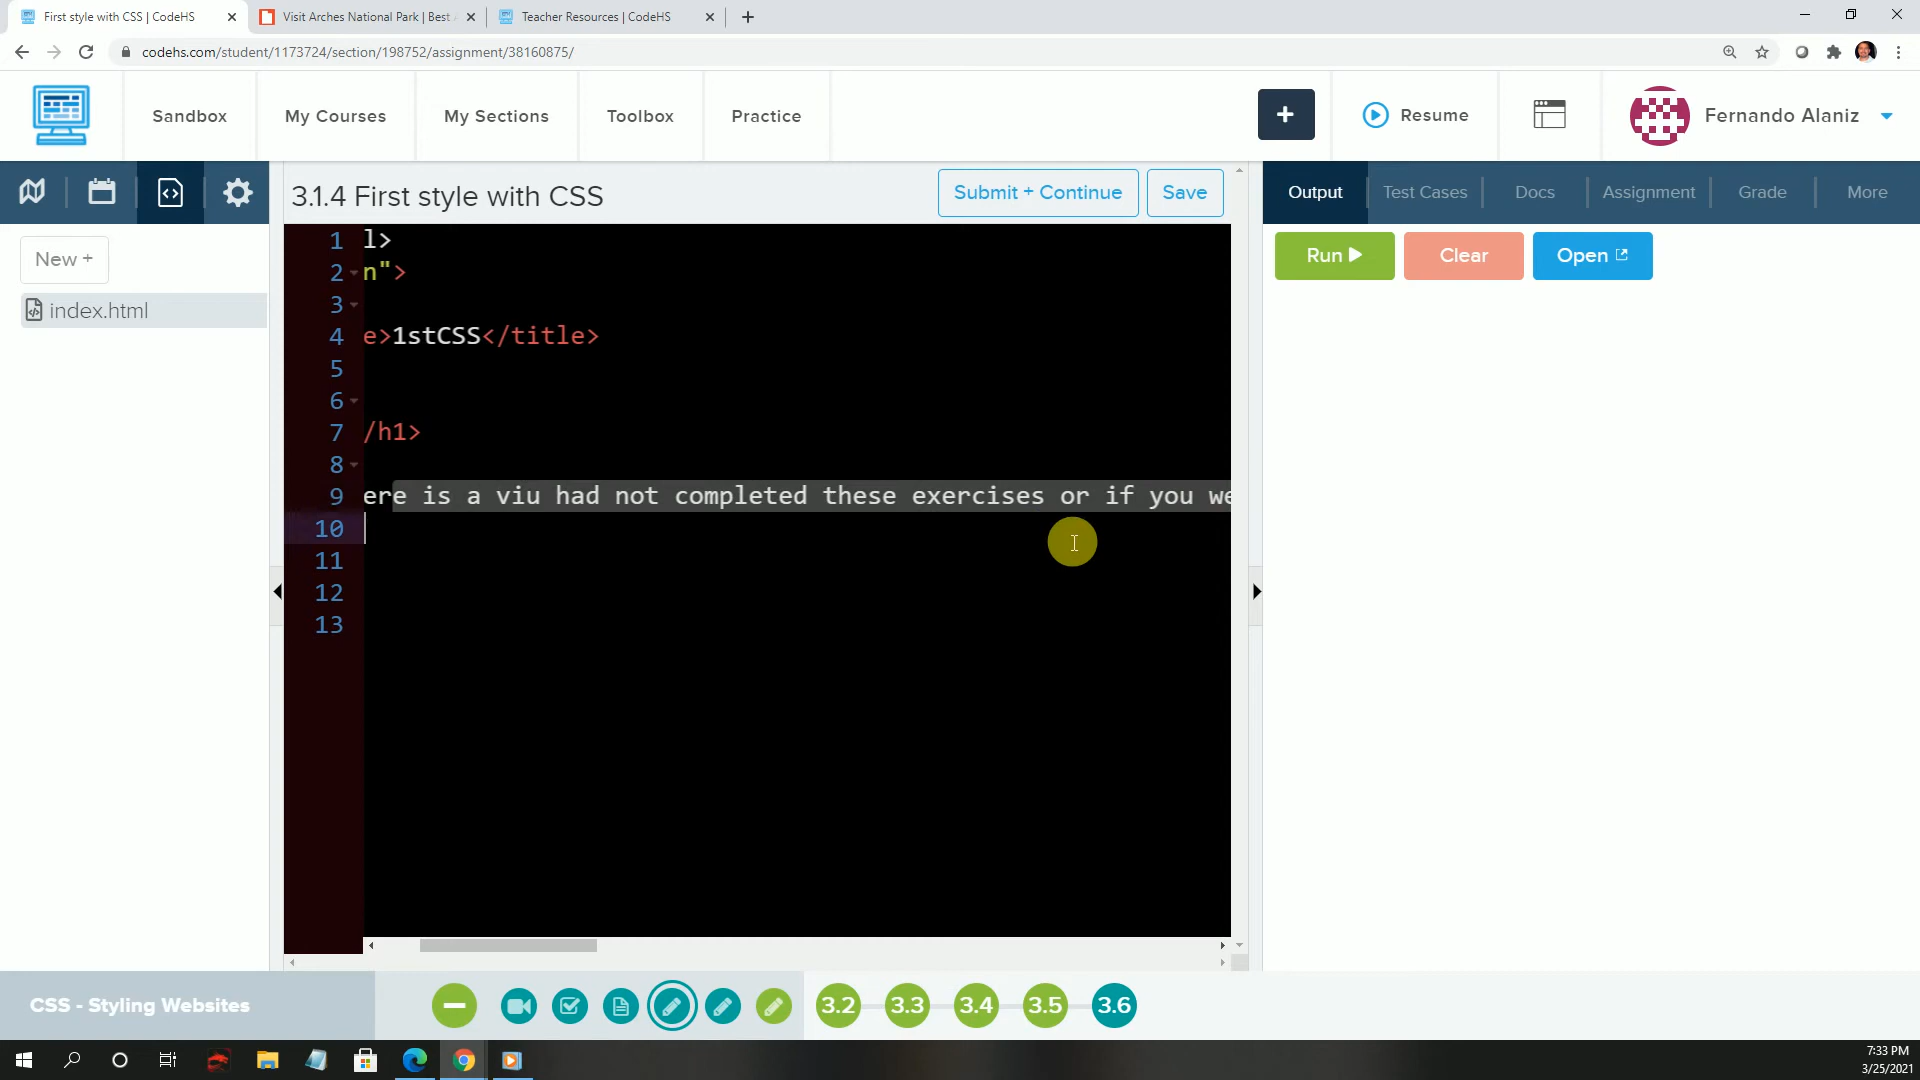 First style with CSS | CodeHS
Visit Arches National Park | Best
Teacher Resources | CodeHS
codehs.com/student/1173724/section/198752/assignment/38160875/
Sandbox
My Courses
My Sections
Toolbox
Practice
+
Resume
Fernando Alaniz
3.1.4 First style with CSS
Submit + Continue
Save
Output
Test Cases
Docs
Assignment
Grade
More
New +
index.html
Run
Clear
Open
1 l>
2 n">
3
4 e>1stCSS</title>
5
6
7 /h1>
8
9 ere is a viu had not completed these exercises or if you we
10
11
12
13
CSS - Styling Websites
3.2
3.3
3.4
3.5
3.6
7:33 PM
3/25/2021